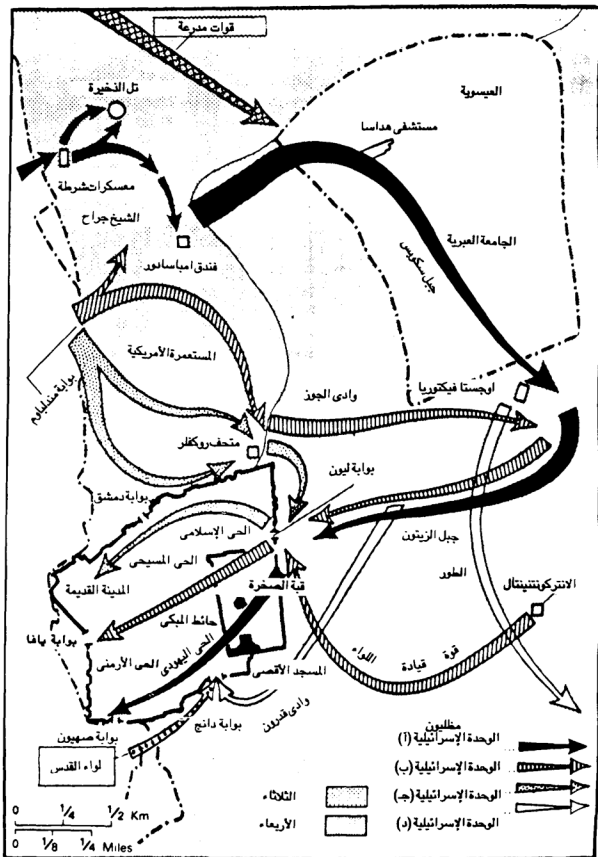 قوات مدرعة
تل الذخيرة
العيسوية
مستشفى هداسا
معسكرات شرطة
الشيخ جراح
الجامعة العبرية
جبل سكوبس
فندق امباسادور
المستعمرة الأمريكية
بوابة مندلباوم
وادى الجوز
اوجستا فيكتوريا
متحف روكفلر
بوابة ليون
بوابة دمشق
الحى الإسلامى
جبل الزيتون
الحى المسيحى
الطور
المدينة القديمة
قبة الصخرة
الانتركونتننتال
حائط المبكى
بوابة يافا
الحى اليهودى
الحى الأرمنى
المسجد الأقصى
قوة قيادة اللواء
وادى قدرون
بوابة دانج
بوابة صهيون
لواء القدس
مظليون
الوحدة الإسرائيلية (أ)
الوحدة الإسرائيلية (ب)
الوحدة الإسرائيلية (جـ)
الوحدة الإسرائيلية (د)
الثلاثاء
الأربعاء
0 1/4 1/2 Km
0 1/8 1/4 Miles